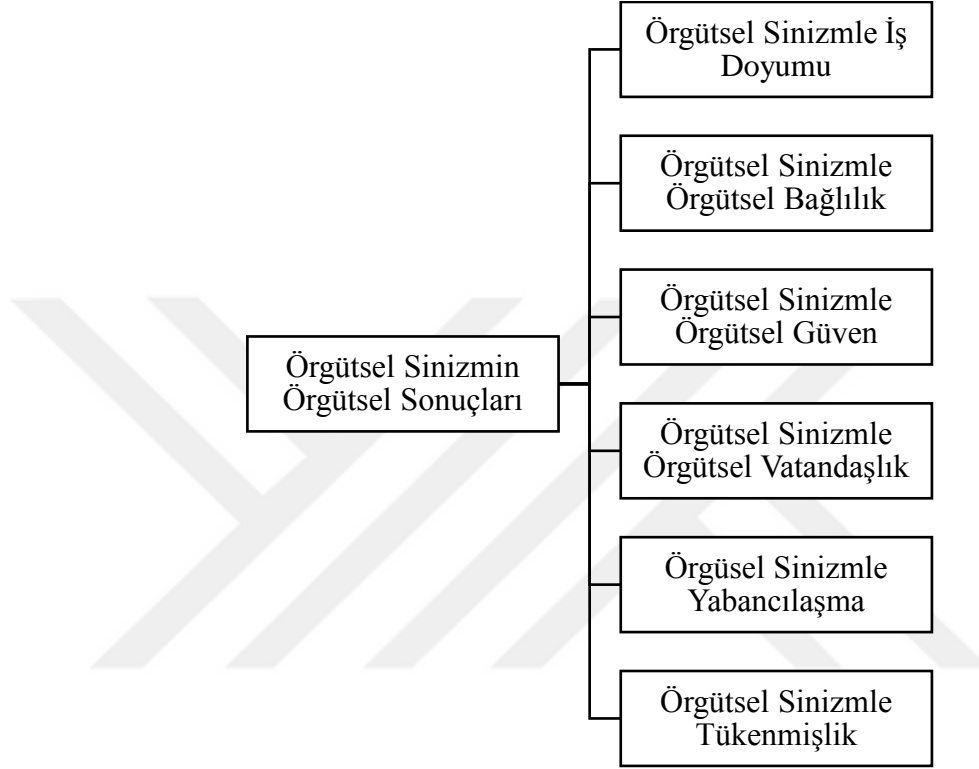 Örgütsel Sinizmin
Örgütsel Sonuçları
Örgütsel Sinizmle İş
Doyumu
Örgütsel Sinizmle
Örgütsel Bağlılık
Örgütsel Sinizmle
Örgütsel Güven
Örgütsel Sinizmle
Örgütsel Vatandaşlık
Örgüsel Sinizmle
Yabancılaşma
Örgütsel Sinizmle
Tükenmişlik